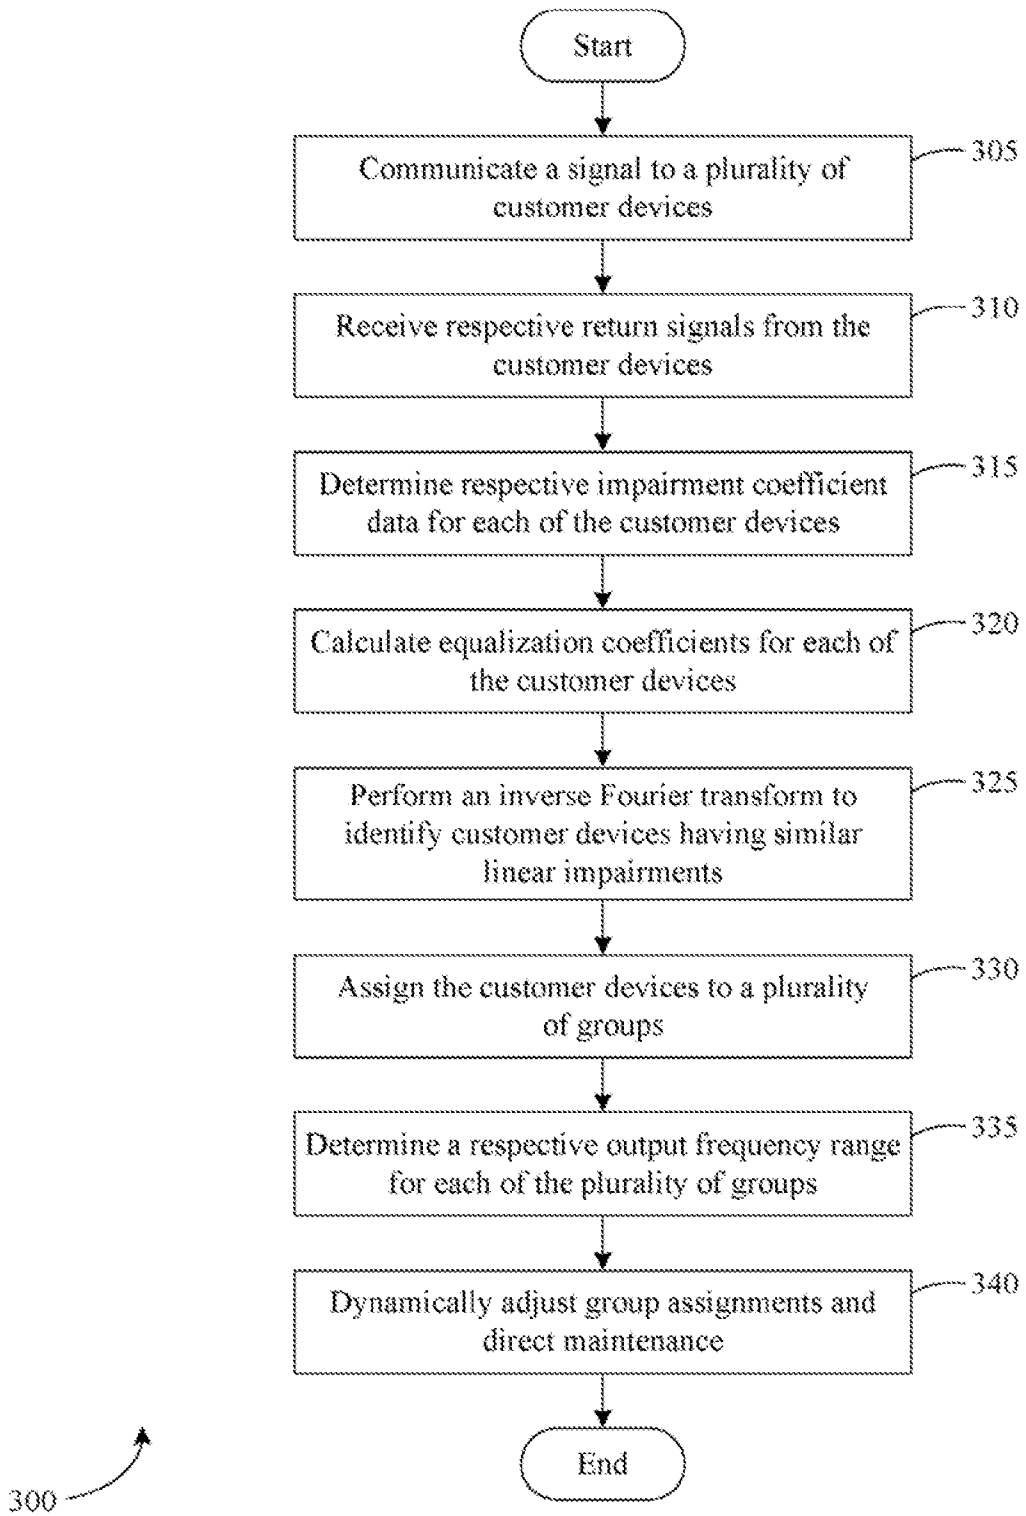 Start
305
Communicate a signal to a plurality of
customer devices
310
Receive respective return signals from the
customer devices
315
Determine respective impairment coefficient
data for each of the customer devices
320
Calculate equalization coefficients for each of
the customer devices
325
Perform an inverse Fourier transform to
identify customer devices having similar
linear impairments
330
Assign the customer devices to a plurality
of groups
335
Determine a respective output frequency range
for each of the plurality of groups
340
Dynamically adjust group assignments and
direct maintenance
End
300